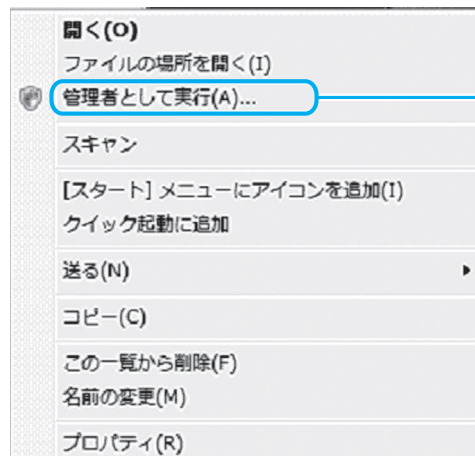 開く(O)
ファイルの場所を開く(I)
管理者として実行(A)...
スキャン
[スタート] メニューにアイコンを追加(I)
クイック起動に追加
送る(N)
コピー(C)
この一覧から削除(F)
名前の変更(M)
プロパティ(R)